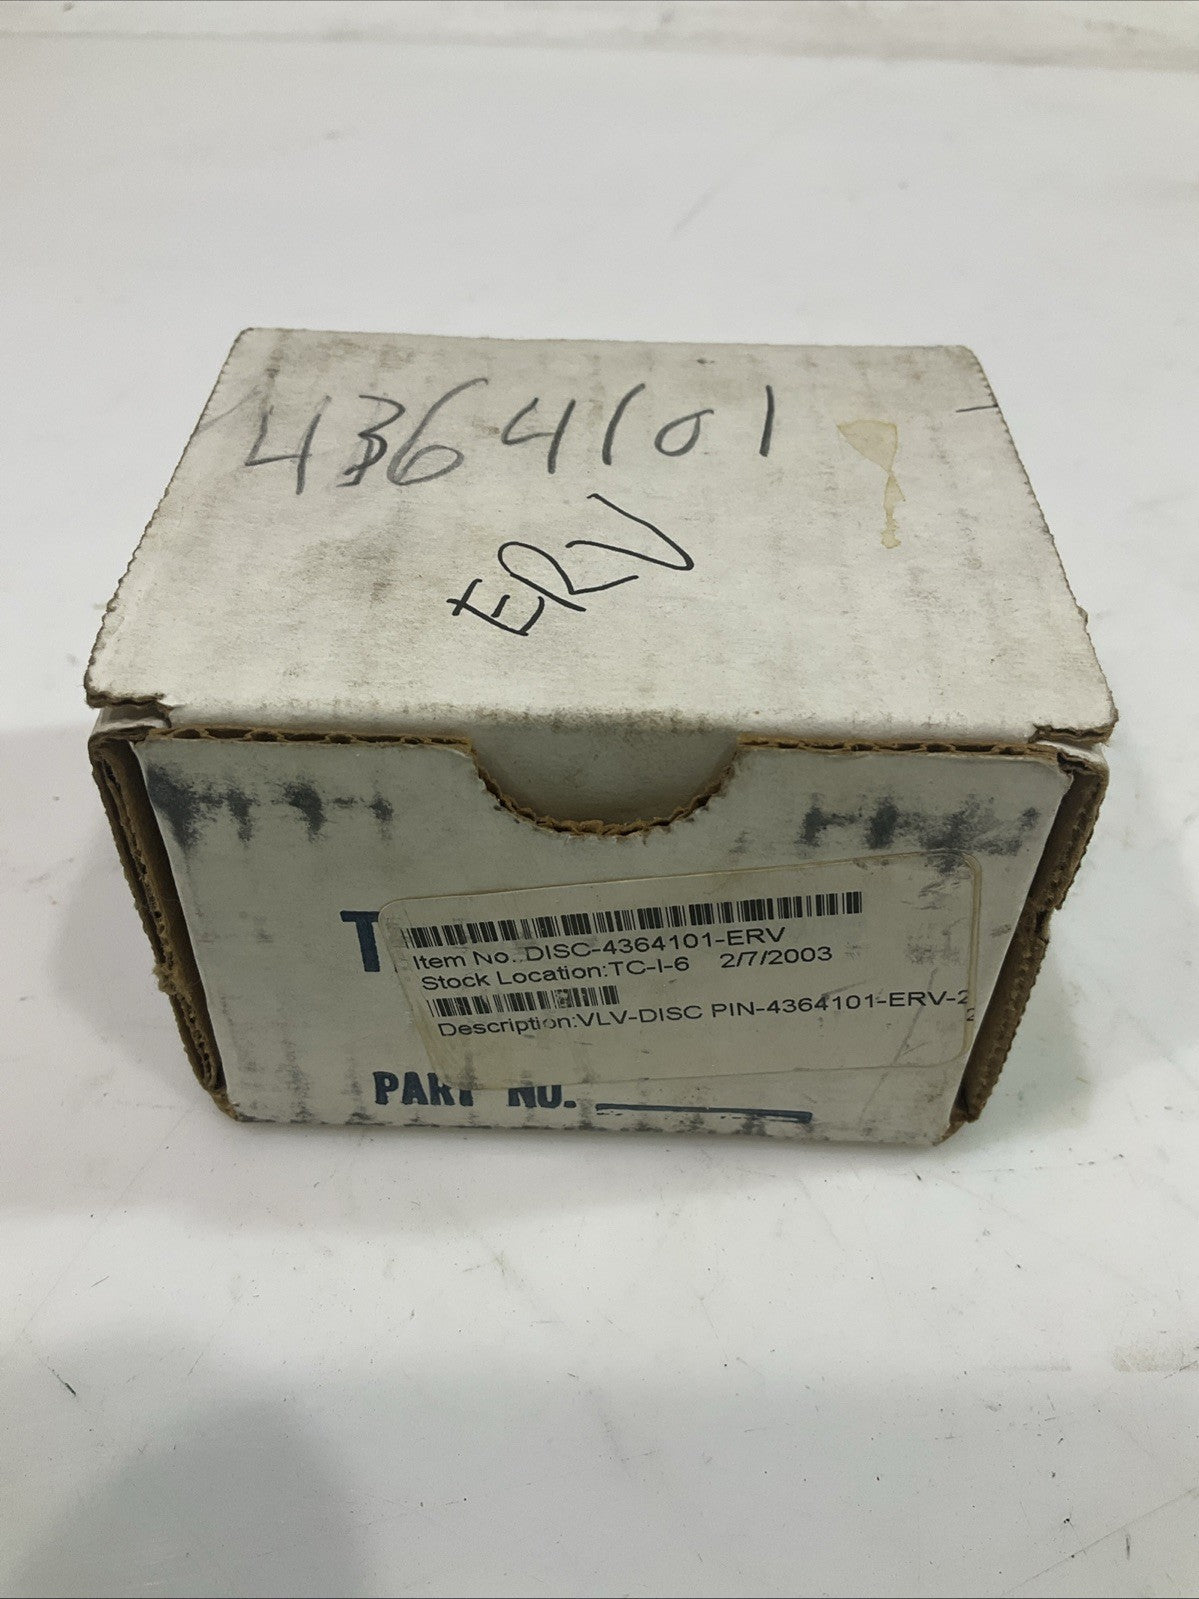 4364101
ERV
T
Item No.:DISC-4364101-ERV
Stock Location:TC-I-6 2/7/2003
Description:VLV-DISC PIN-4364101-ERV-2
2
PART NO.